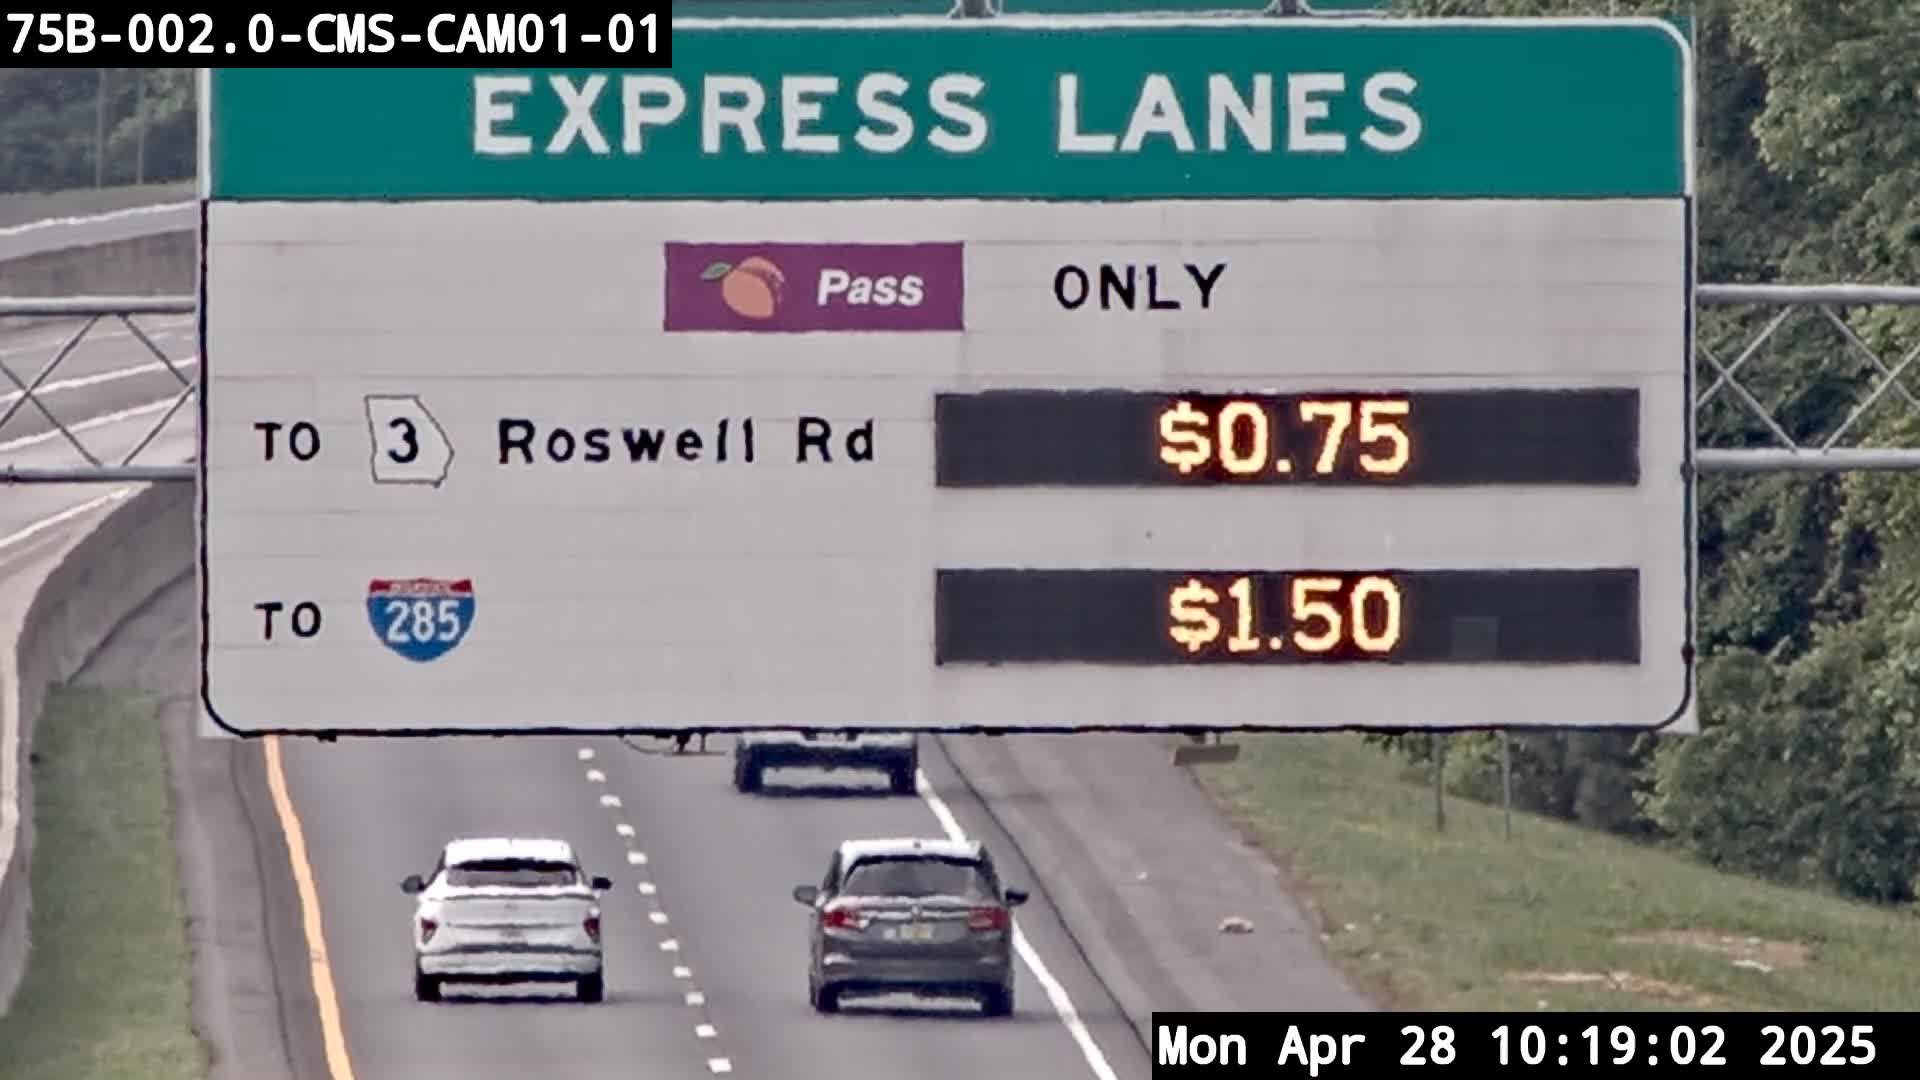 75B-002.0-CMS-CAM01-01
EXPRESS LANES
Pass ONLY
TO 3 Roswell Rd $0.75
TO 285 $1.50
Mon Apr 28 10:19:02 2025